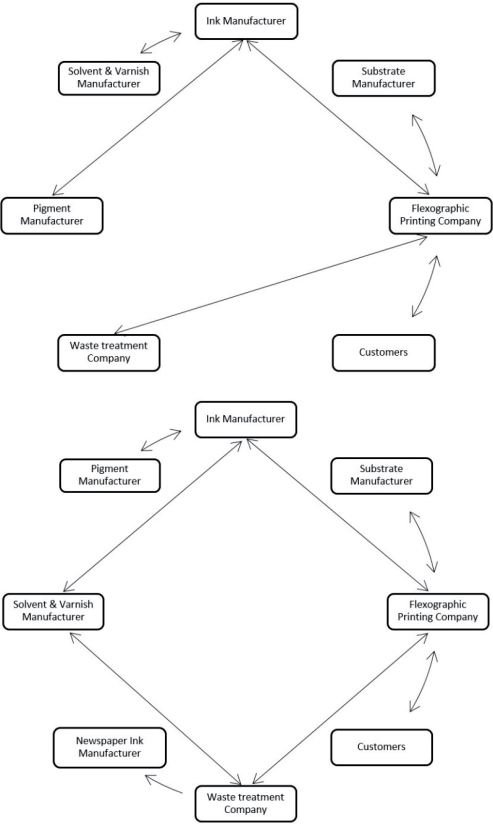 Ink Manufacturer
Solvent & Varnish
Manufacturer
Substrate
Manufacturer
Pigment
Manufacturer
Flexographic
Printing Company
Waste treatment
Company
Customers
Ink Manufacturer
Pigment
Manufacturer
Substrate
Manufacturer
Solvent & Varnish
Manufacturer
Flexographic
Printing Company
Newspaper Ink
Manufacturer
Customers
Waste treatment
Company